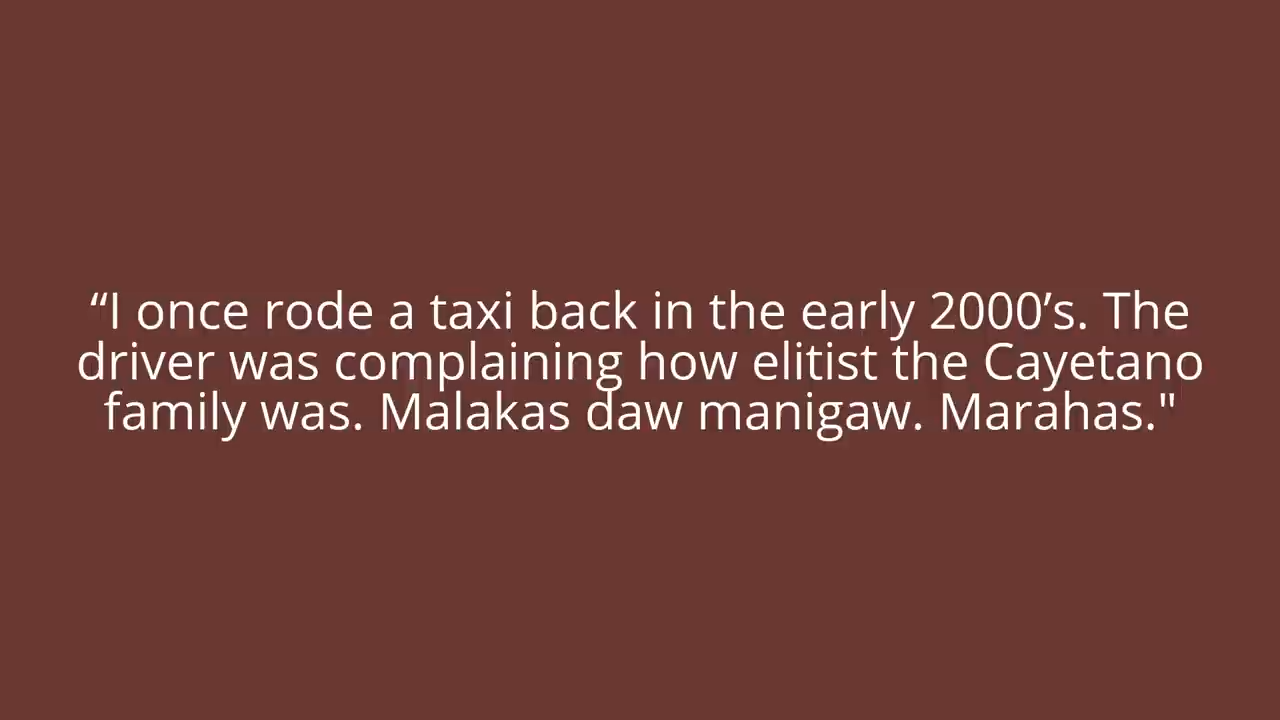 “I once rode a taxi back in the early 2000’s. The
driver was complaining how elitist the Cayetano
family was. Malakas daw manigaw. Marahas."